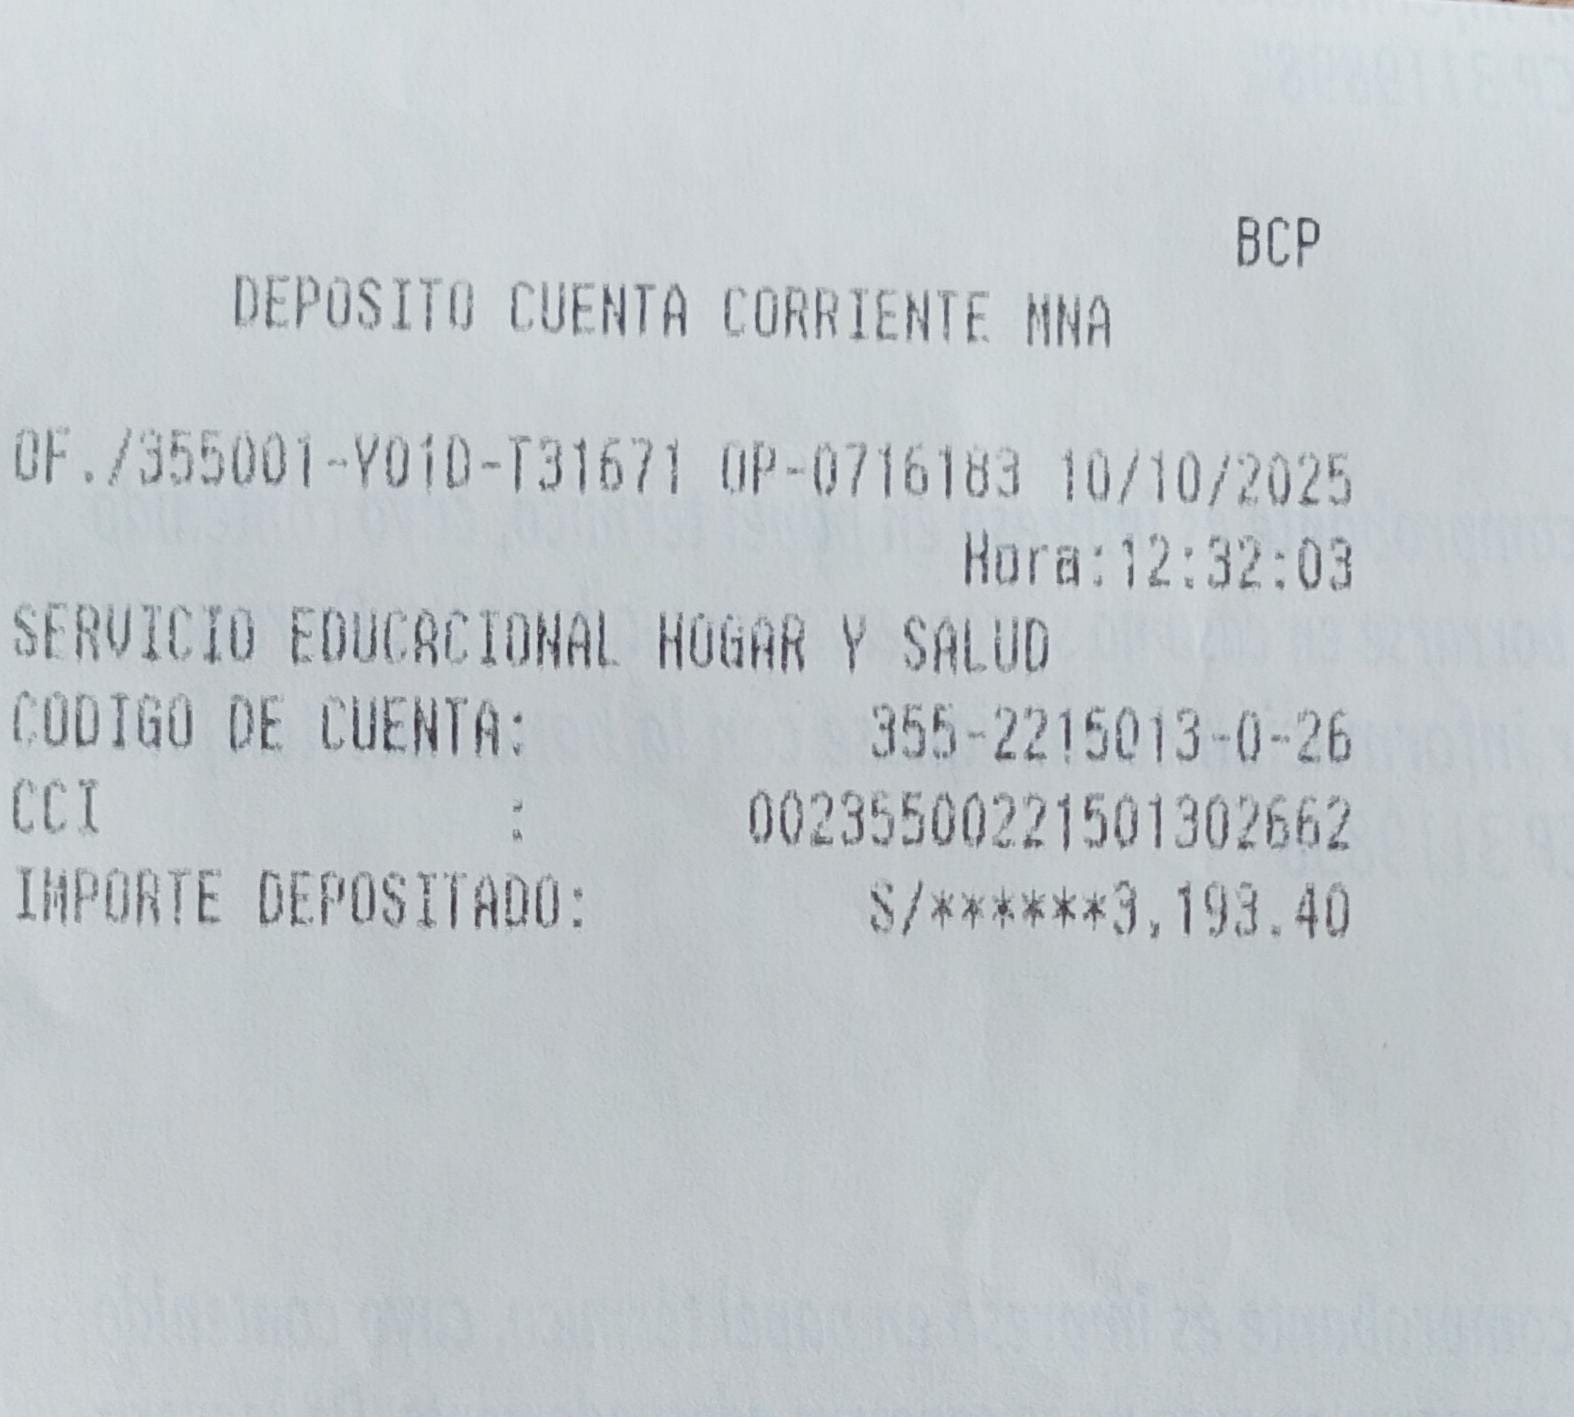 BCP
DEPOSITO CUENTA CORRIENTE MNA
OF./355001-Y01D-T31671 OP-0716183 10/10/2025
Hora:12:32:03
SERVICIO EDUCACIONAL HOGAR Y SALUD
CODIGO DE CUENTA: 355-2215013-0-26
CCI : 00235500221501302662
IMPORTE DEPOSITADO: S/******3,193.40